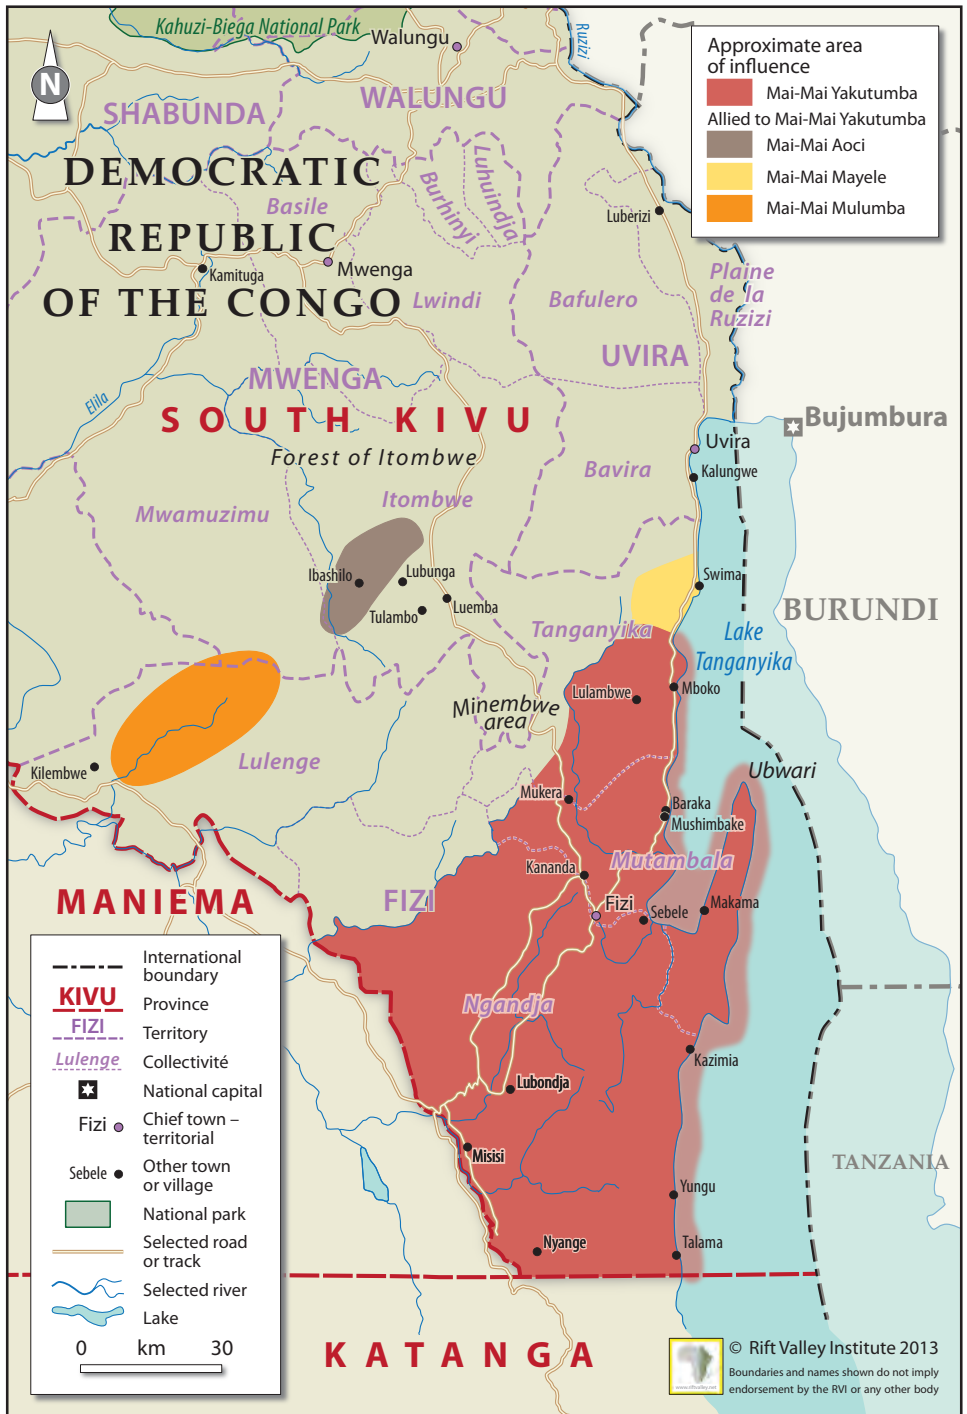 Kahuzi-Biega National Park
Walungu
Ruzizi
N
SHABUNDA
WALUNGU
Approximate area
of influence
Mai-Mai Yakutumba
Allied to Mai-Mai Yakutumba
Mai-Mai Aoci
Mai-Mai Mayele
Mai-Mai Mulumba
DEMOCRATIC
REPUBLIC
OF THE CONGO
Basile
Burhinyi
Luhuindja
Luberizi
Kamituga
Mwenga
Lwindi
Bafulero
Plaine
de la
Ruzizi
UVIRA
MWENGA
Elila
SOUTH KIVU
Bujumbura
Forest of Itombwe
Uvira
Kalungwe
Bavira
Itombwe
Mwamuzimu
Ibashilo
Lubunga
Tulambo
Luemba
Swima
BURUNDI
Tanganyika
Lake
Tanganyika
Lulambwe
Mboko
Minembwe
area
Lulenge
Kilembwe
Ubwari
Mukera
Baraka
Mushimbake
Mutambala
Kananda
MANIEMA
FIZI
Fizi
Sebele
Makama
Ngandja
Kazimia
Lubondja
Misisi
TANZANIA
Yungu
Nyange
Talama
International
boundary
KIVU
Province
FIZI
Territory
Lulenge
Collectivité
National capital
Fizi
Chief town –
territorial
Sebele
Other town
or village
National park
Selected road
or track
Selected river
Lake
0 km 30
KATANGA
www.riftvalley.net
© Rift Valley Institute 2013
Boundaries and names shown do not imply
endorsement by the RVI or any other body